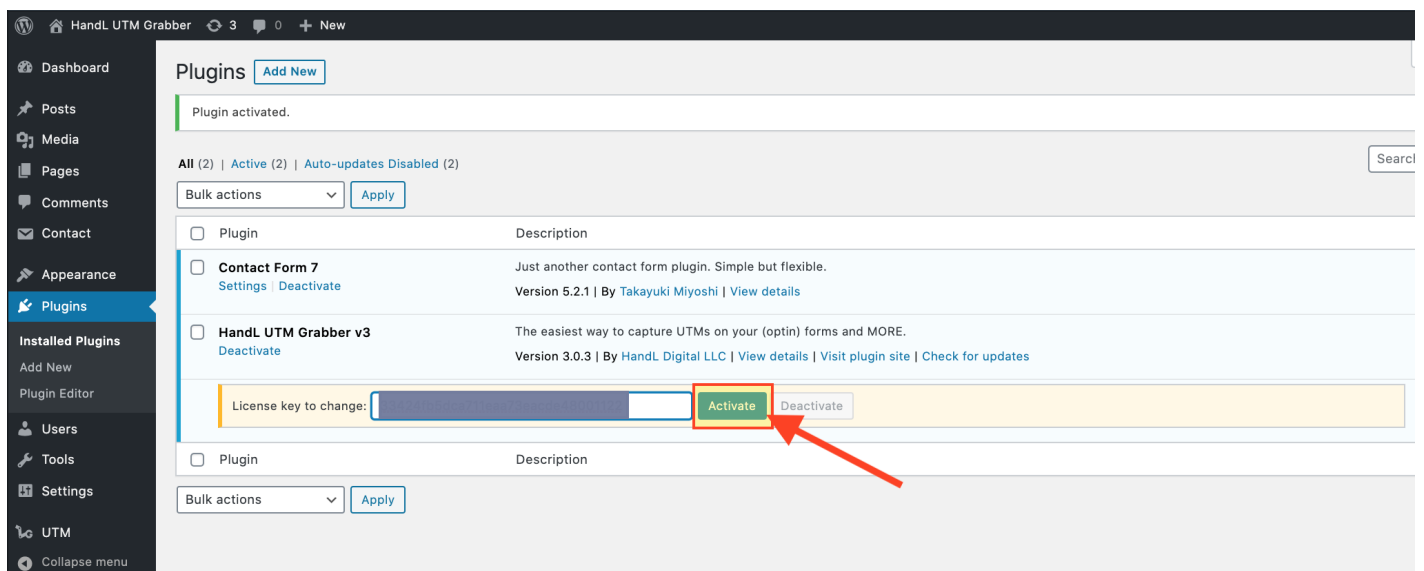 HandL UTM Grabber 3 0 New
Dashboard
Posts
Media
Pages
Comments
Contact
Appearance
Plugins
Installed Plugins
Add New
Plugin Editor
Users
Tools
Settings
UTM
Collapse menu
Plugins Add New
Plugin activated.
All (2) | Active (2) | Auto-updates Disabled (2)
Search
Bulk actions Apply
Plugin Description
Contact Form 7 Just another contact form plugin. Simple but flexible.
Settings | Deactivate Version 5.2.1 | By Takayuki Miyoshi | View details
HandL UTM Grabber v3 The easiest way to capture UTMs on your (optin) forms and MORE.
Deactivate Version 3.0.3 | By HandL Digital LLC | View details | Visit plugin site | Check for updates
License key to change: Activate Deactivate
Plugin Description
Bulk actions Apply